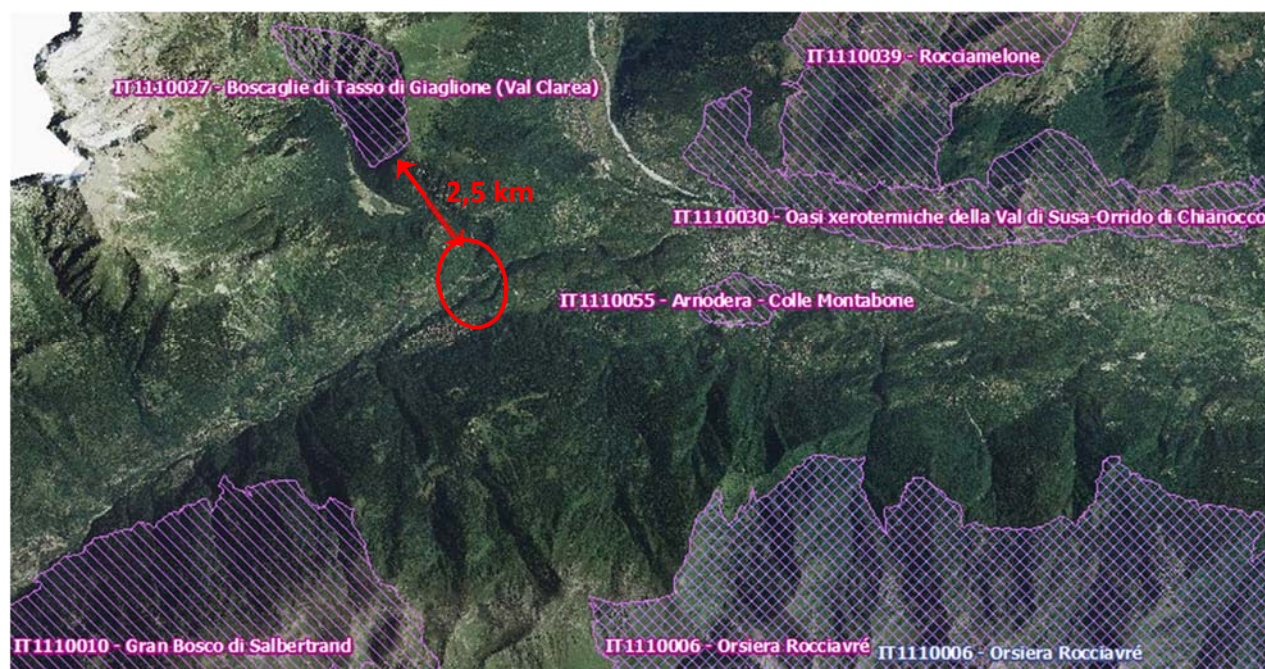 IT1110039 - Rocciamelone
IT1110027 - Boscaglie di Tasso di Giaglione (Val Clarea)
2,5 km
IT1110030 - Oasi xerotermiche della Val di Susa-Orrido di Chianocco
IT1110055 - Arnodera - Colle Montabone
IT1110010 - Gran Bosco di Salbertrand
IT1110006 - Orsiera Rocciavré
IT1110006 - Orsiera Rocciavré